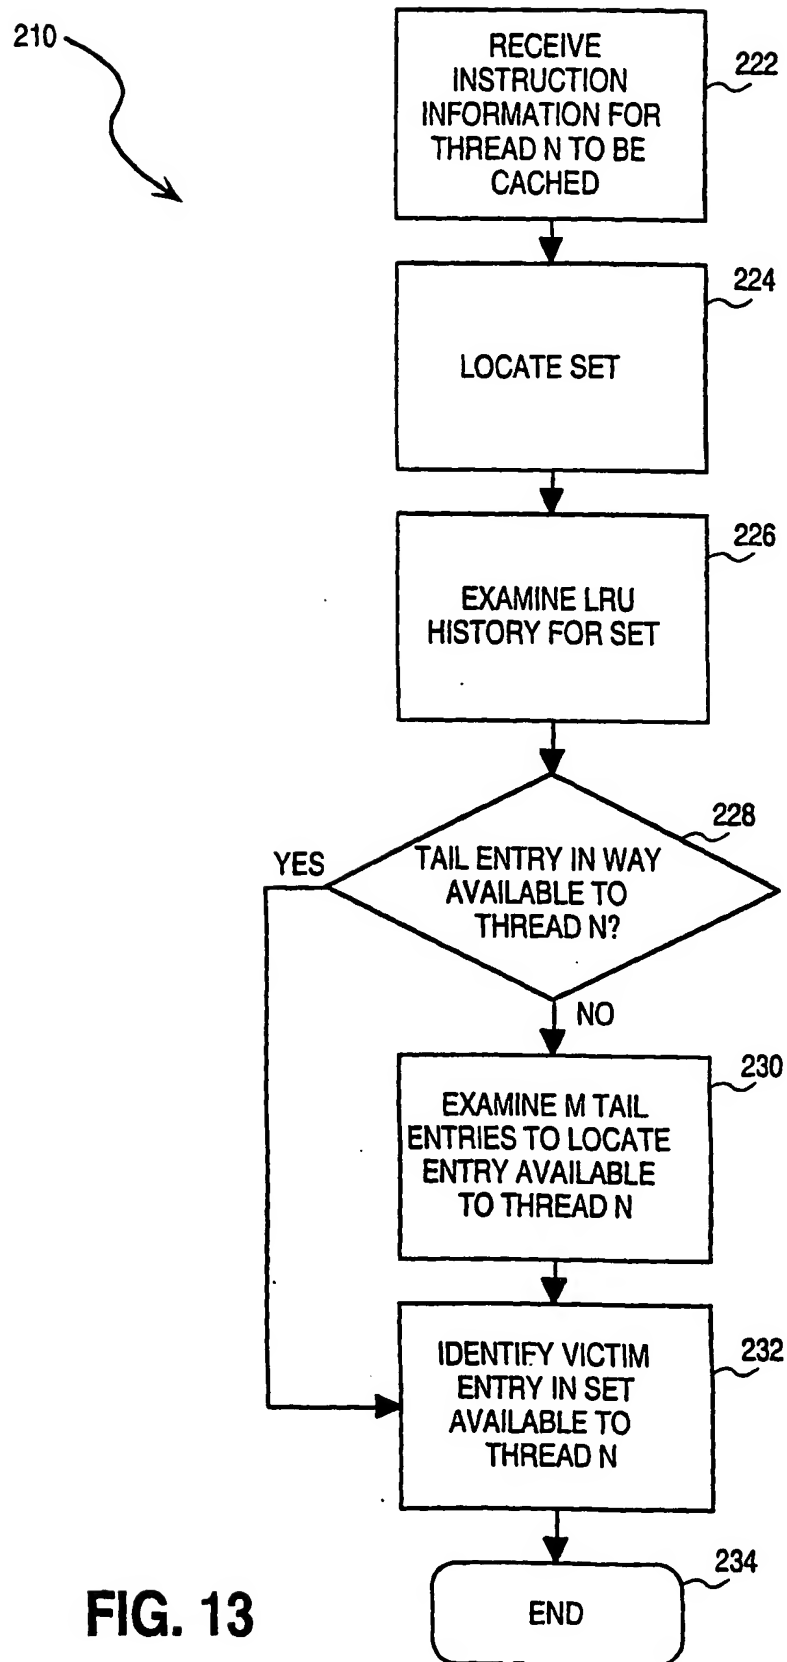 210
RECEIVE
INSTRUCTION
INFORMATION FOR
THREAD N TO BE
CACHED
222
LOCATE SET
224
EXAMINE LRU
HISTORY FOR SET
226
TAIL ENTRY IN WAY
AVAILABLE TO
THREAD N?
228
YES
NO
EXAMINE M TAIL
ENTRIES TO LOCATE
ENTRY AVAILABLE
TO THREAD N
230
IDENTIFY VICTIM
ENTRY IN SET
AVAILABLE TO
THREAD N
232
END
234
FIG. 13